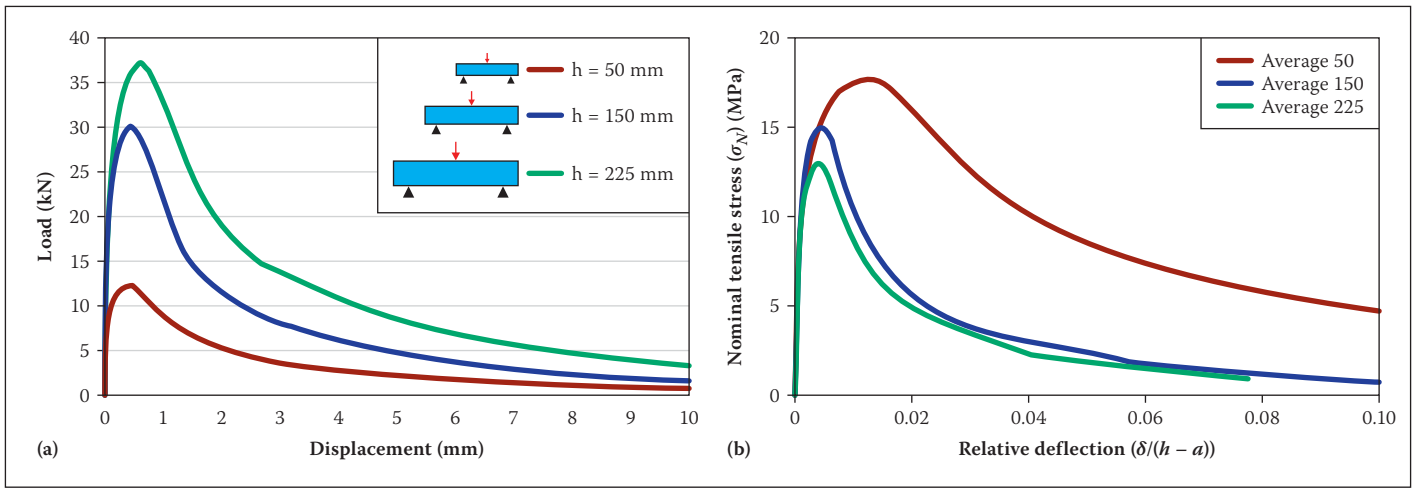 40
35
30
25
20
15
10
5
0
Load (kN)
h = 50 mm
h = 150 mm
h = 225 mm
0 1 2 3 4 5 6 7 8 9 10
Displacement (mm)
(a)
20
15
10
5
0
Nominal tensile stress (σN) (MPa)
Average 50
Average 150
Average 225
0 0.02 0.04 0.06 0.08 0.10
Relative deflection (δ/(h – a))
(b)